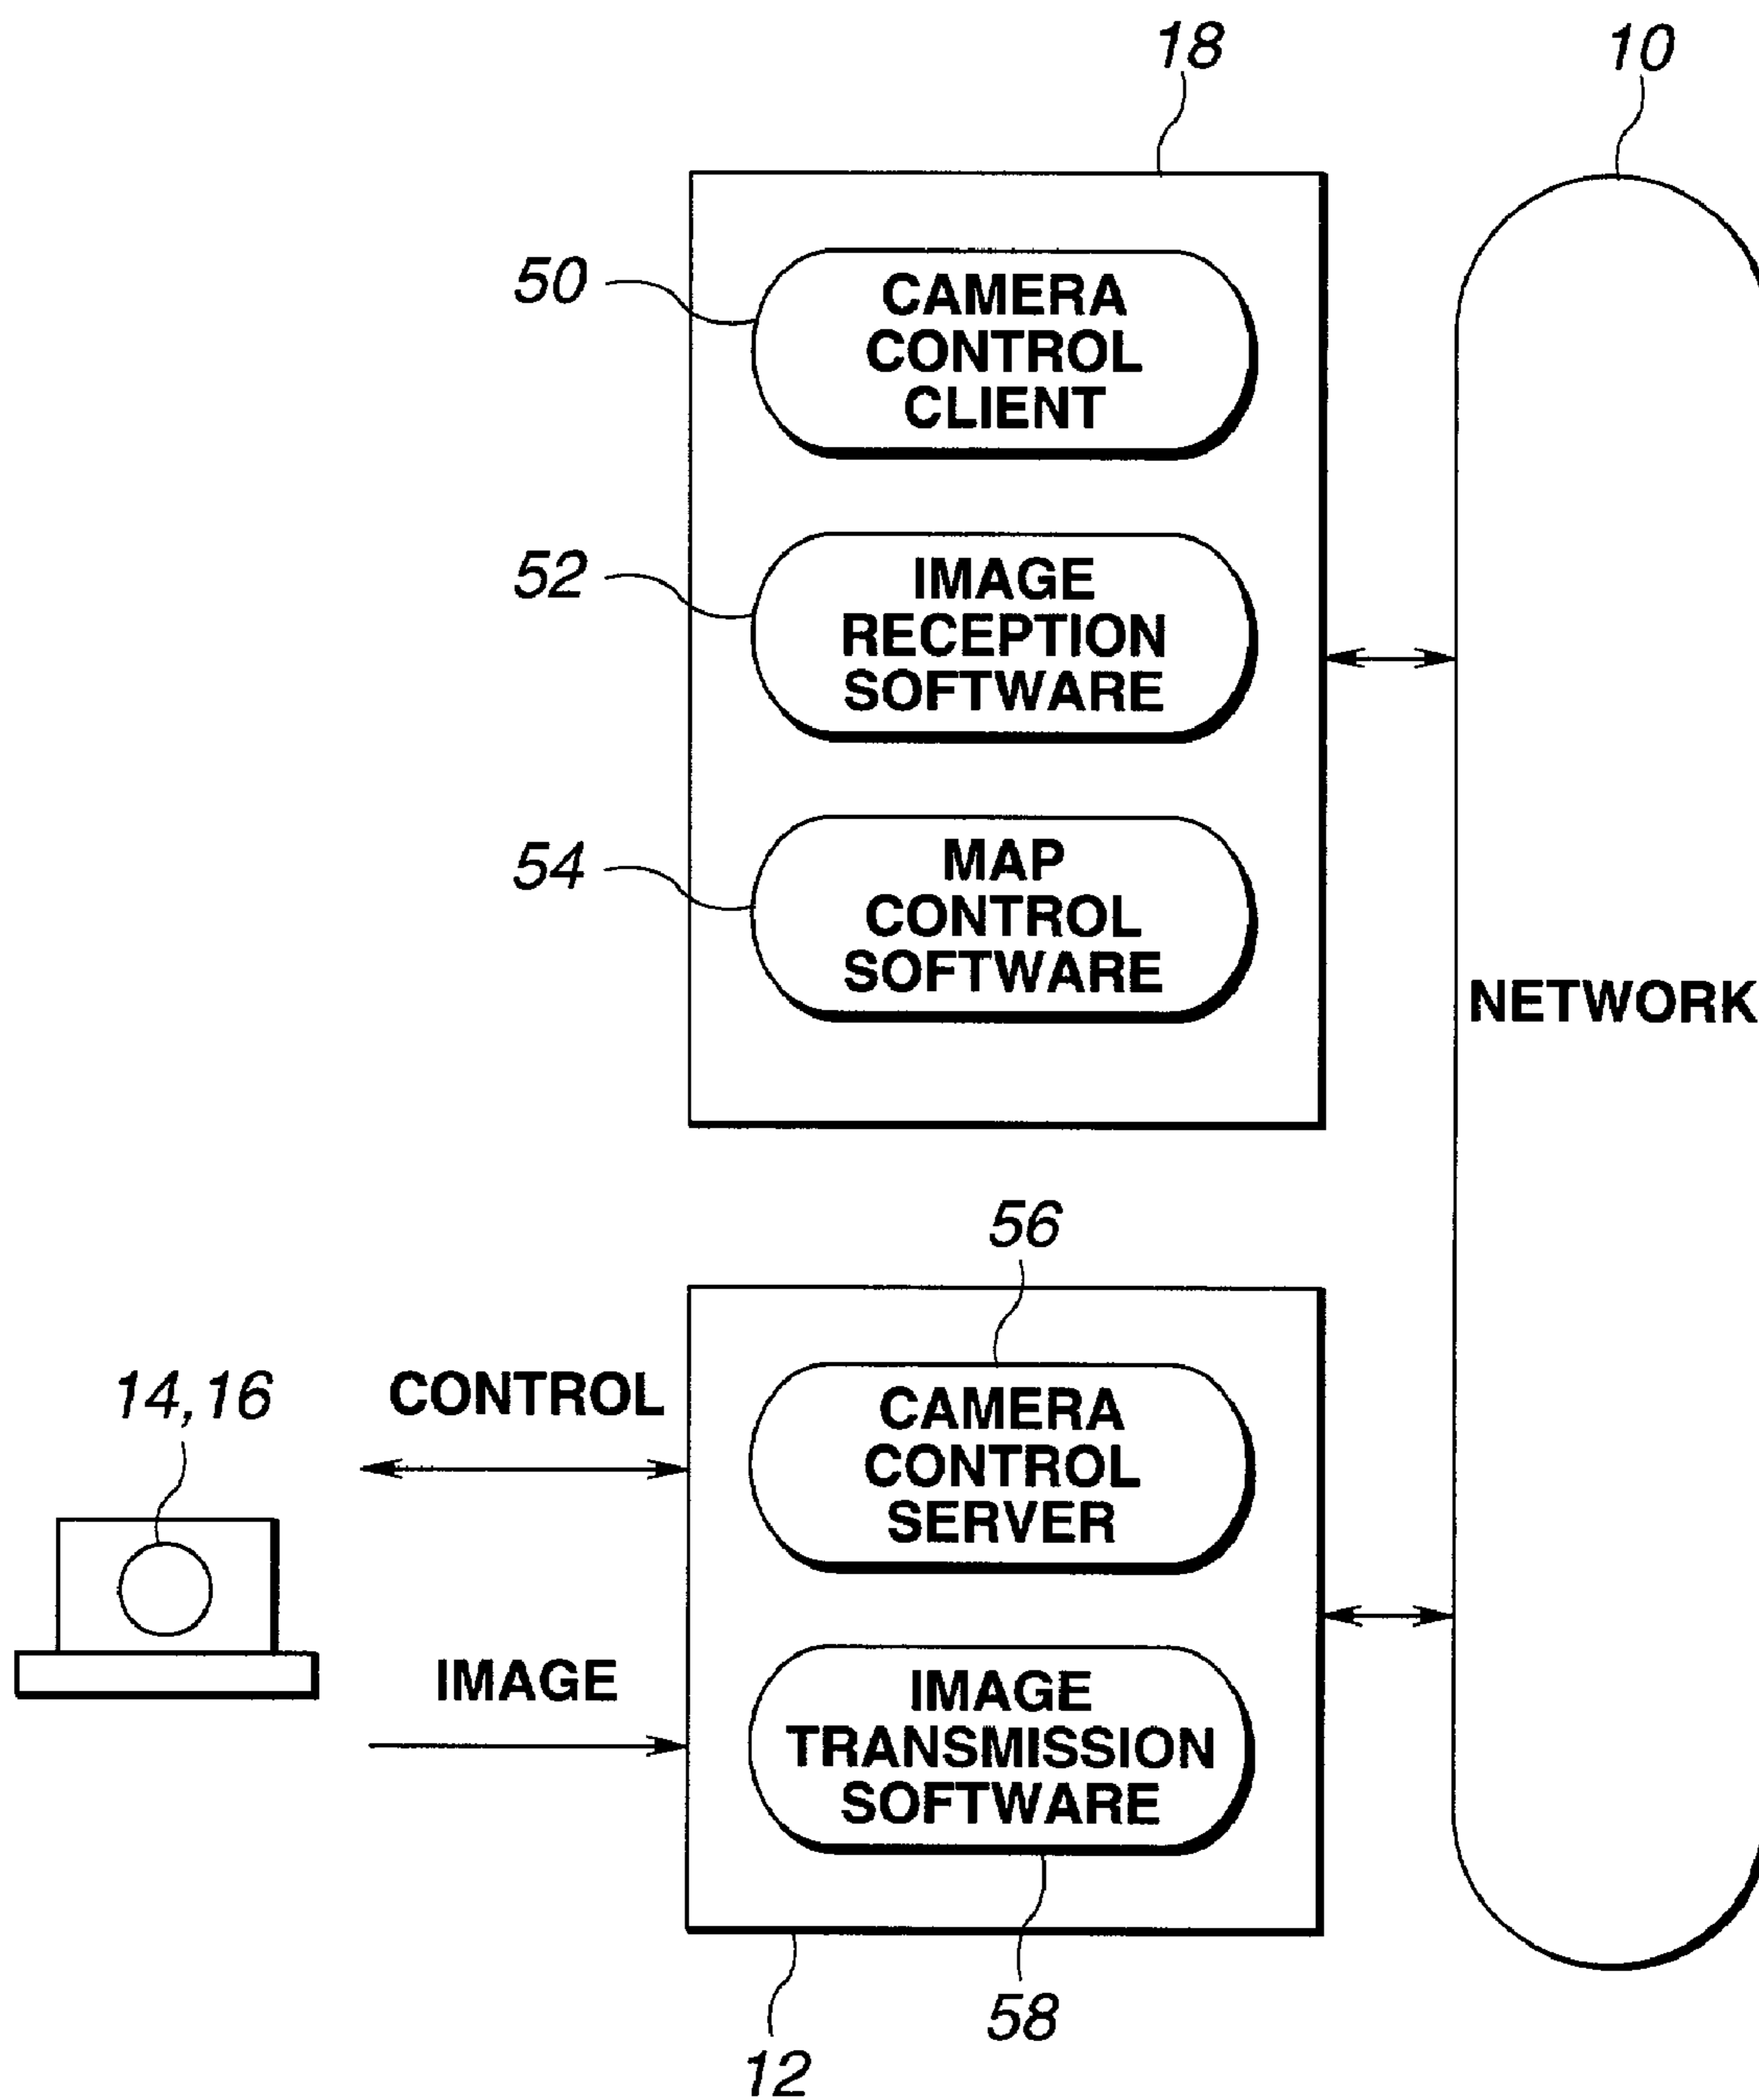 18
10
50
CAMERA
CONTROL
CLIENT
52
IMAGE
RECEPTION
SOFTWARE
54
MAP
CONTROL
SOFTWARE
NETWORK
56
14,16
CONTROL
CAMERA
CONTROL
SERVER
IMAGE
IMAGE
TRANSMISSION
SOFTWARE
58
12